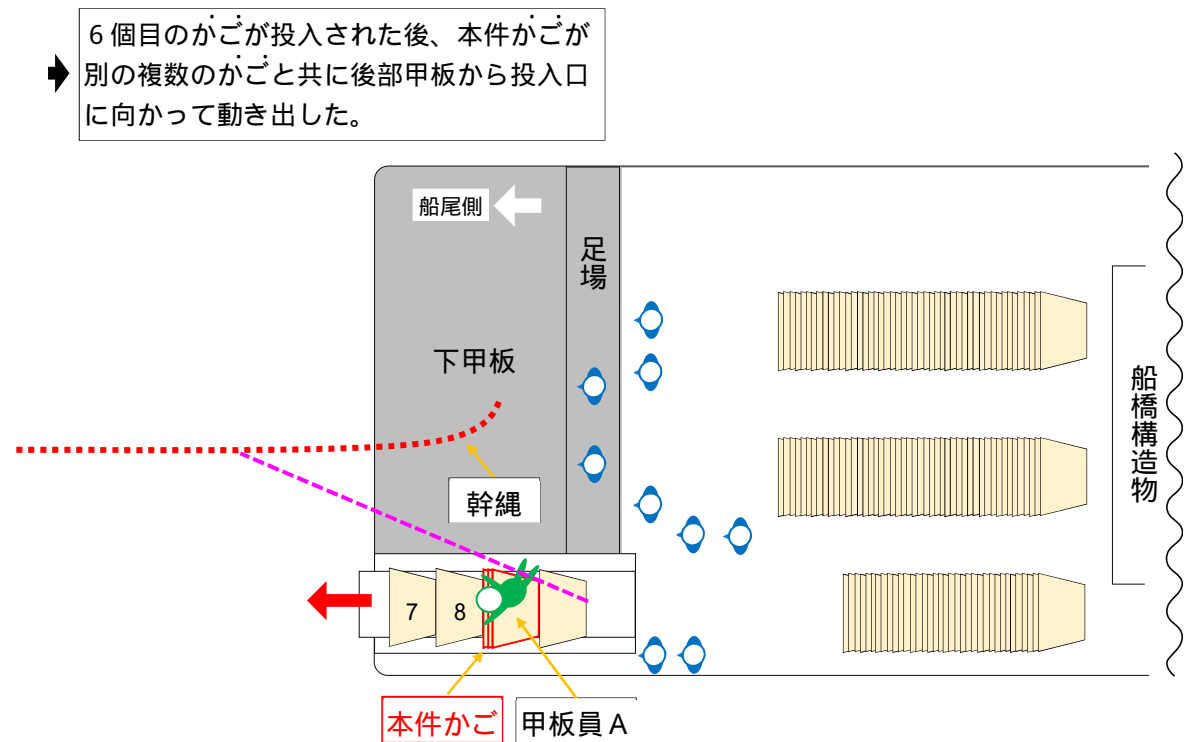 ６個目のかごが投入された後、本件かごが
別の複数のかごと共に後部甲板から投入口
に向かって動き出した。
船尾側
足場
下甲板
船橋構造物
幹縄
7
8
本件かご
甲板員Ａ